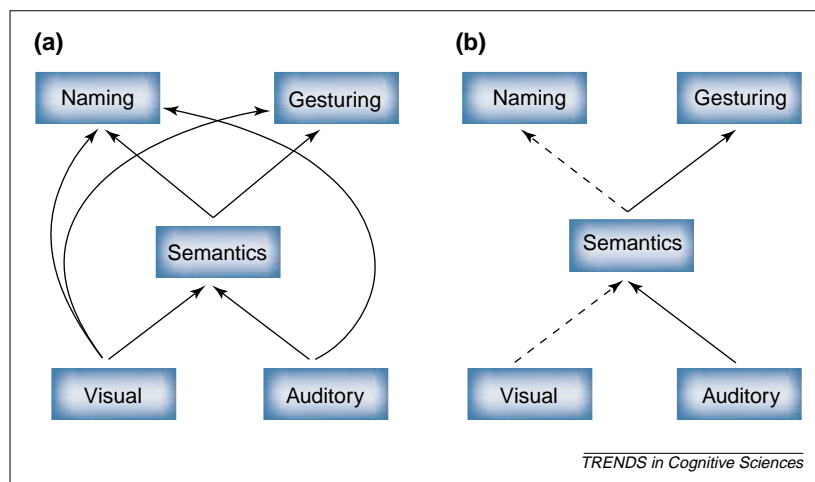 (a)
Naming
Gesturing
Semantics
Visual
Auditory
(b)
Naming
Gesturing
Semantics
Visual
Auditory
TRENDS in Cognitive Sciences